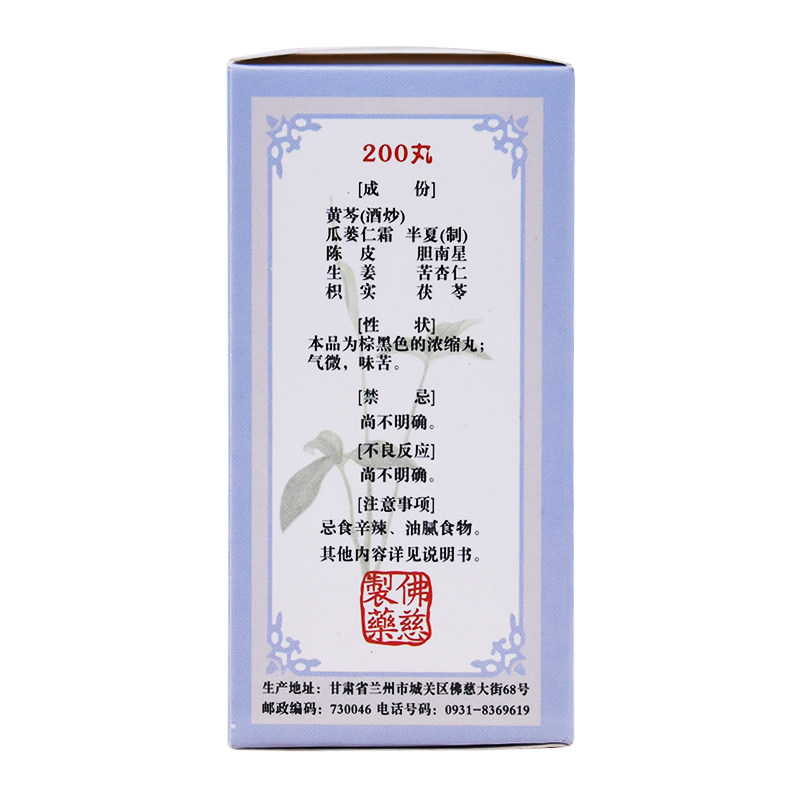 200丸
[成 份]
黄芩(酒炒)
瓜蒌仁霜 半夏(制)
陈 皮 胆南星
生 姜 苦杏仁
枳 实 茯 苓
[性 状]
本品为棕黑色的浓缩丸；
气微，味苦。
[禁 忌]
尚不明确。
[不良反应]
尚不明确。
[注意事项]
忌食辛辣、油腻食物。
其他内容详见说明书。
佛慈
製藥
生产地址：甘肃省兰州市城关区佛慈大街68号
邮政编码：730046 电话号码：0931-8369619